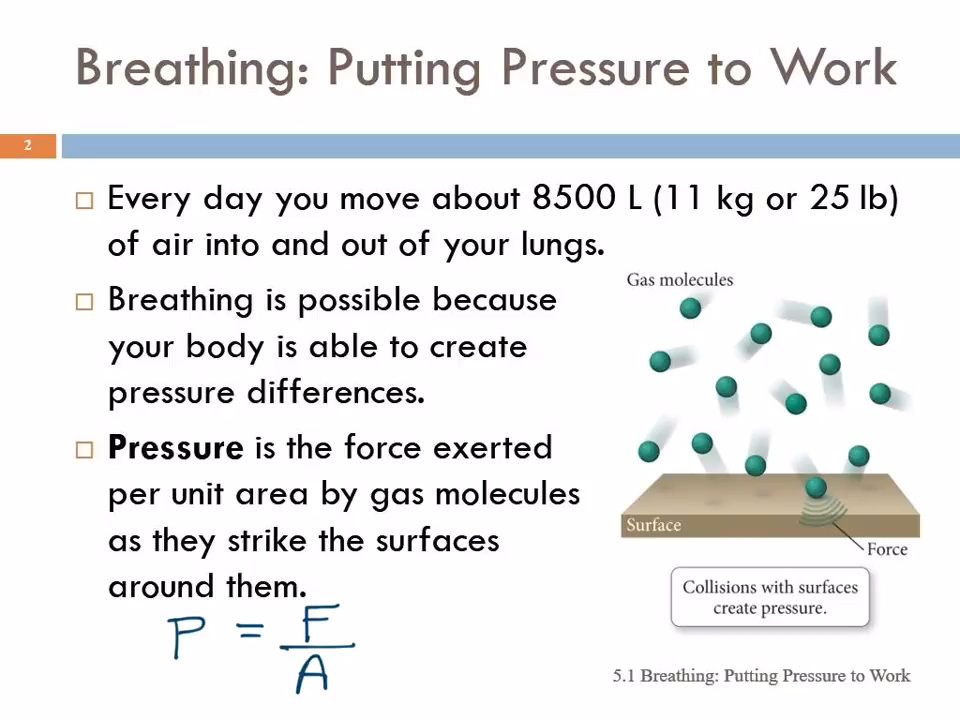 Breathing: Putting Pressure to Work
2
Every day you move about 8500 L (11 kg or 25 lb)
of air into and out of your lungs.
Breathing is possible because
your body is able to create
pressure differences.
Pressure is the force exerted
per unit area by gas molecules
as they strike the surfaces
around them.
P = F
A
Gas molecules
Surface
Force
Collisions with surfaces
create pressure.
5.1 Breathing: Putting Pressure to Work